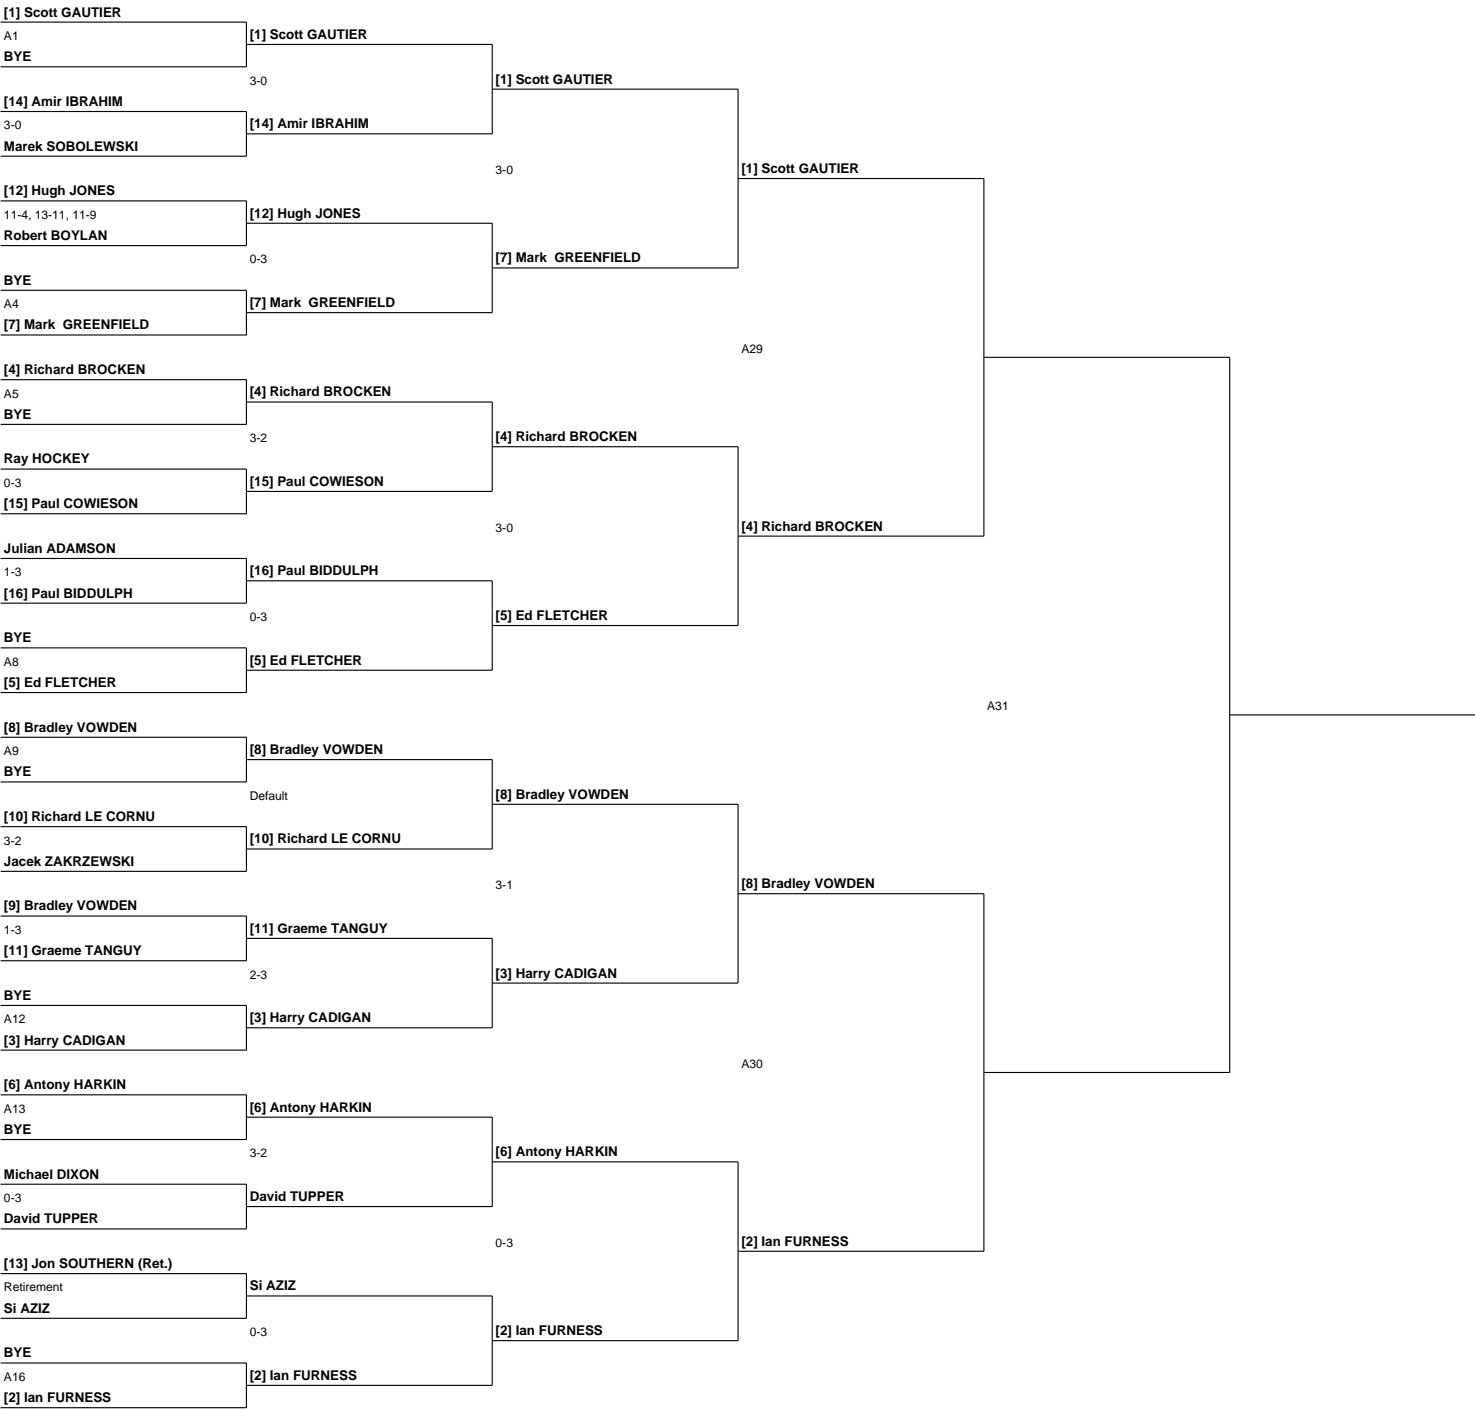 [1] Scott GAUTIER
A1
BYE
[14] Amir IBRAHIM
3-0
Marek SOBOLEWSKI
[12] Hugh JONES
11-4, 13-11, 11-9
Robert BOYLAN
BYE
A4
[7] Mark  GREENFIELD
[4] Richard BROCKEN
A5
BYE
Ray HOCKEY
0-3
[15] Paul COWIESON
Julian ADAMSON
1-3
[16] Paul BIDDULPH
BYE
A8
[5] Ed FLETCHER
[8] Bradley VOWDEN
A9
BYE
[10] Richard LE CORNU
3-2
Jacek ZAKRZEWSKI
[9] Bradley VOWDEN
1-3
[11] Graeme TANGUY
BYE
A12
[3] Harry CADIGAN
[6] Antony HARKIN
A13
BYE
Michael DIXON
0-3
David TUPPER
[13] Jon SOUTHERN (Ret.)
Retirement
Si AZIZ
BYE
A16
[2] Ian FURNESS
[1] Scott GAUTIER
3-0
[14] Amir IBRAHIM
[12] Hugh JONES
0-3
[7] Mark  GREENFIELD
[4] Richard BROCKEN
3-2
[15] Paul COWIESON
[16] Paul BIDDULPH
0-3
[5] Ed FLETCHER
[8] Bradley VOWDEN
Default
[10] Richard LE CORNU
[11] Graeme TANGUY
2-3
[3] Harry CADIGAN
[6] Antony HARKIN
3-2
David TUPPER
Si AZIZ
0-3
[2] Ian FURNESS
[1] Scott GAUTIER
3-0
[7] Mark  GREENFIELD
[4] Richard BROCKEN
3-0
[5] Ed FLETCHER
[8] Bradley VOWDEN
3-1
[3] Harry CADIGAN
[6] Antony HARKIN
0-3
[2] Ian FURNESS
[1] Scott GAUTIER
A29
[4] Richard BROCKEN
[8] Bradley VOWDEN
A30
[2] Ian FURNESS
A31